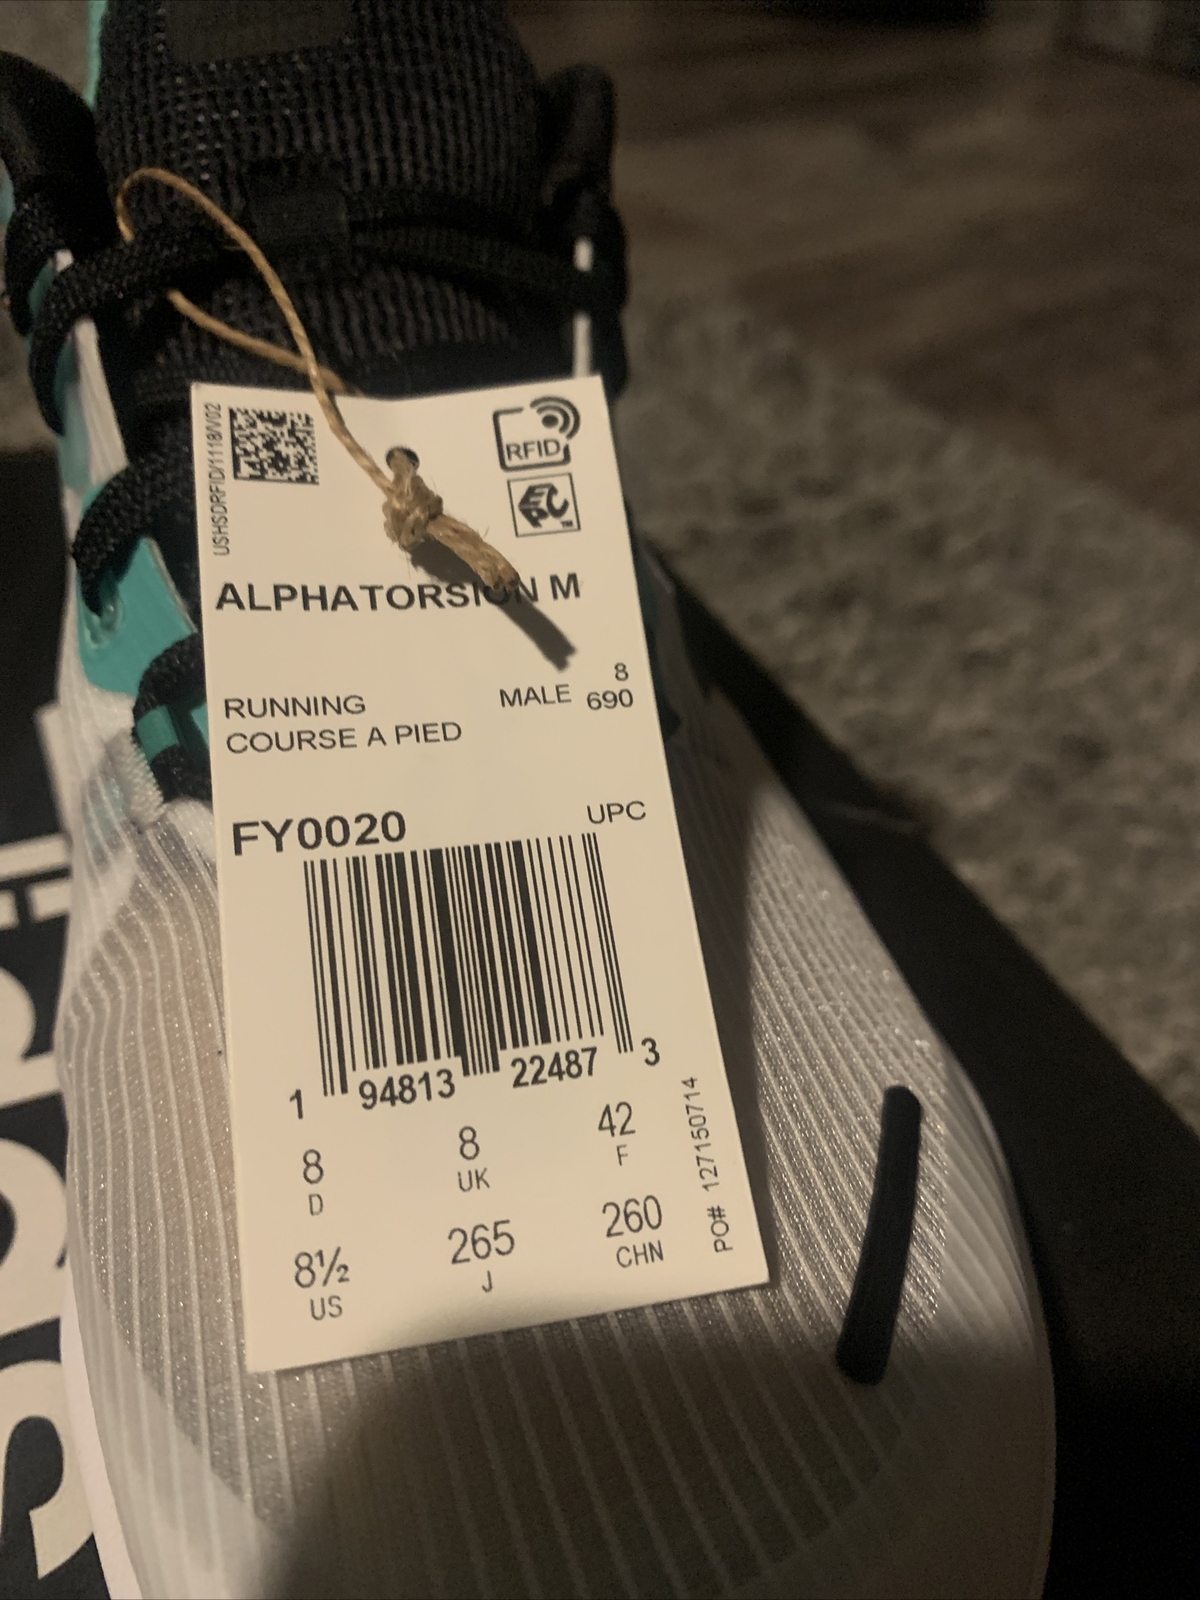 USHSDRFID/1118/V02
RFID
EPC
ALPHATORSION M
RUNNING
COURSE A PIED
MALE
8
690
FY0020
UPC
1 94813 22487 3
8
D
8
UK
42
F
8½
US
265
J
260
CHN
PO# 127150714